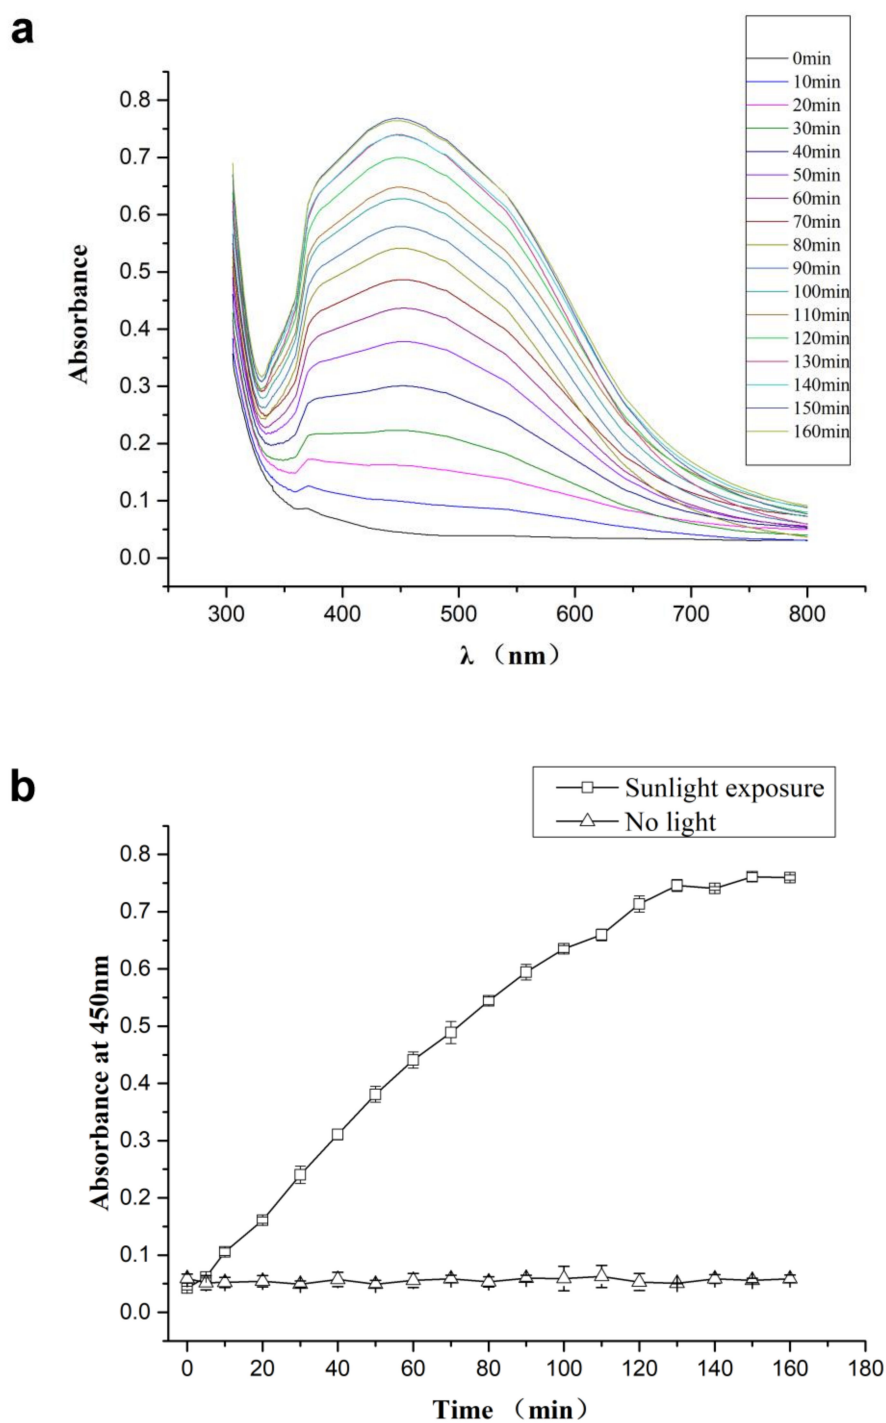 a
0min
10min
20min
30min
40min
50min
60min
70min
80min
90min
100min
110min
120min
130min
140min
150min
160min
Absorbance
0.8
0.7
0.6
0.5
0.4
0.3
0.2
0.1
0.0
300 400 500 600 700 800
λ （nm）
b
Sunlight exposure
No light
Absorbance at 450nm
0.8
0.7
0.6
0.5
0.4
0.3
0.2
0.1
0.0
0 20 40 60 80 100 120 140 160 180
Time （min）